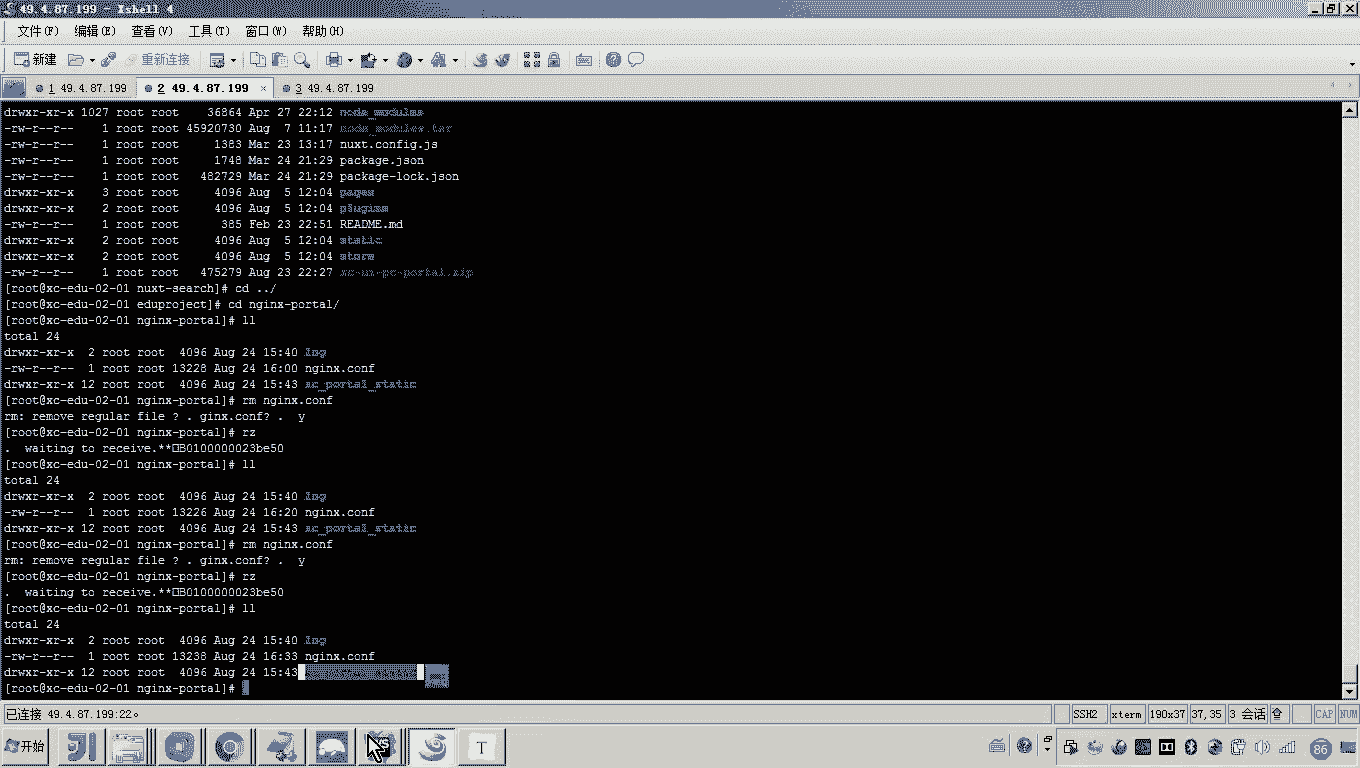 49.4.87.199 - Xshell 4
文件(F) 编辑(E) 查看(V) 工具(T) 窗口(W) 帮助(H)
新建 重新连接
1 49.4.87.199 2 49.4.87.199 × 3 49.4.87.199
drwxr-xr-x 1027 root root 36864 Apr 27 22:12 node_modules
-rw-r--r-- 1 root root 45920730 Aug 7 11:17 node_modules.tar
-rw-r--r-- 1 root root 1383 Mar 23 13:17 nuxt.config.js
-rw-r--r-- 1 root root 1748 Mar 24 21:29 package.json
-rw-r--r-- 1 root root 482729 Mar 24 21:29 package-lock.json
drwxr-xr-x 3 root root 4096 Aug 5 12:04 pages
drwxr-xr-x 2 root root 4096 Aug 5 12:04 plugins
-rw-r--r-- 1 root root 385 Feb 23 22:51 README.md
drwxr-xr-x 2 root root 4096 Aug 5 12:04 static
drwxr-xr-x 2 root root 4096 Aug 5 12:04 store
-rw-r--r-- 1 root root 475279 Aug 23 22:27 xc-ui-pc-portal.zip
[root@xc-edu-02-01 nuxt-search]# cd ../
[root@xc-edu-02-01 eduproject]# cd nginx-portal/
[root@xc-edu-02-01 nginx-portal]# ll
total 24
drwxr-xr-x 2 root root 4096 Aug 24 15:40 img
-rw-r--r-- 1 root root 13228 Aug 24 16:00 nginx.conf
drwxr-xr-x 12 root root 4096 Aug 24 15:43 xc_portal_static
[root@xc-edu-02-01 nginx-portal]# rm nginx.conf
rm: remove regular file ? . ginx.conf? . y
[root@xc-edu-02-01 nginx-portal]# rz
. waiting to receive.**B0100000023be50
[root@xc-edu-02-01 nginx-portal]# ll
total 24
drwxr-xr-x 2 root root 4096 Aug 24 15:40 img
-rw-r--r-- 1 root root 13226 Aug 24 16:20 nginx.conf
drwxr-xr-x 12 root root 4096 Aug 24 15:43 xc_portal_static
[root@xc-edu-02-01 nginx-portal]# rm nginx.conf
rm: remove regular file ? . ginx.conf? . y
[root@xc-edu-02-01 nginx-portal]# rz
. waiting to receive.**B0100000023be50
[root@xc-edu-02-01 nginx-portal]# ll
total 24
drwxr-xr-x 2 root root 4096 Aug 24 15:40 img
-rw-r--r-- 1 root root 13238 Aug 24 16:33 nginx.conf
drwxr-xr-x 12 root root 4096 Aug 24 15:43
[root@xc-edu-02-01 nginx-portal]#
已连接 49.4.87.199:22。 SSH2 xterm 190x37 37,35 3 会话 CAP NUM
开始 T 86